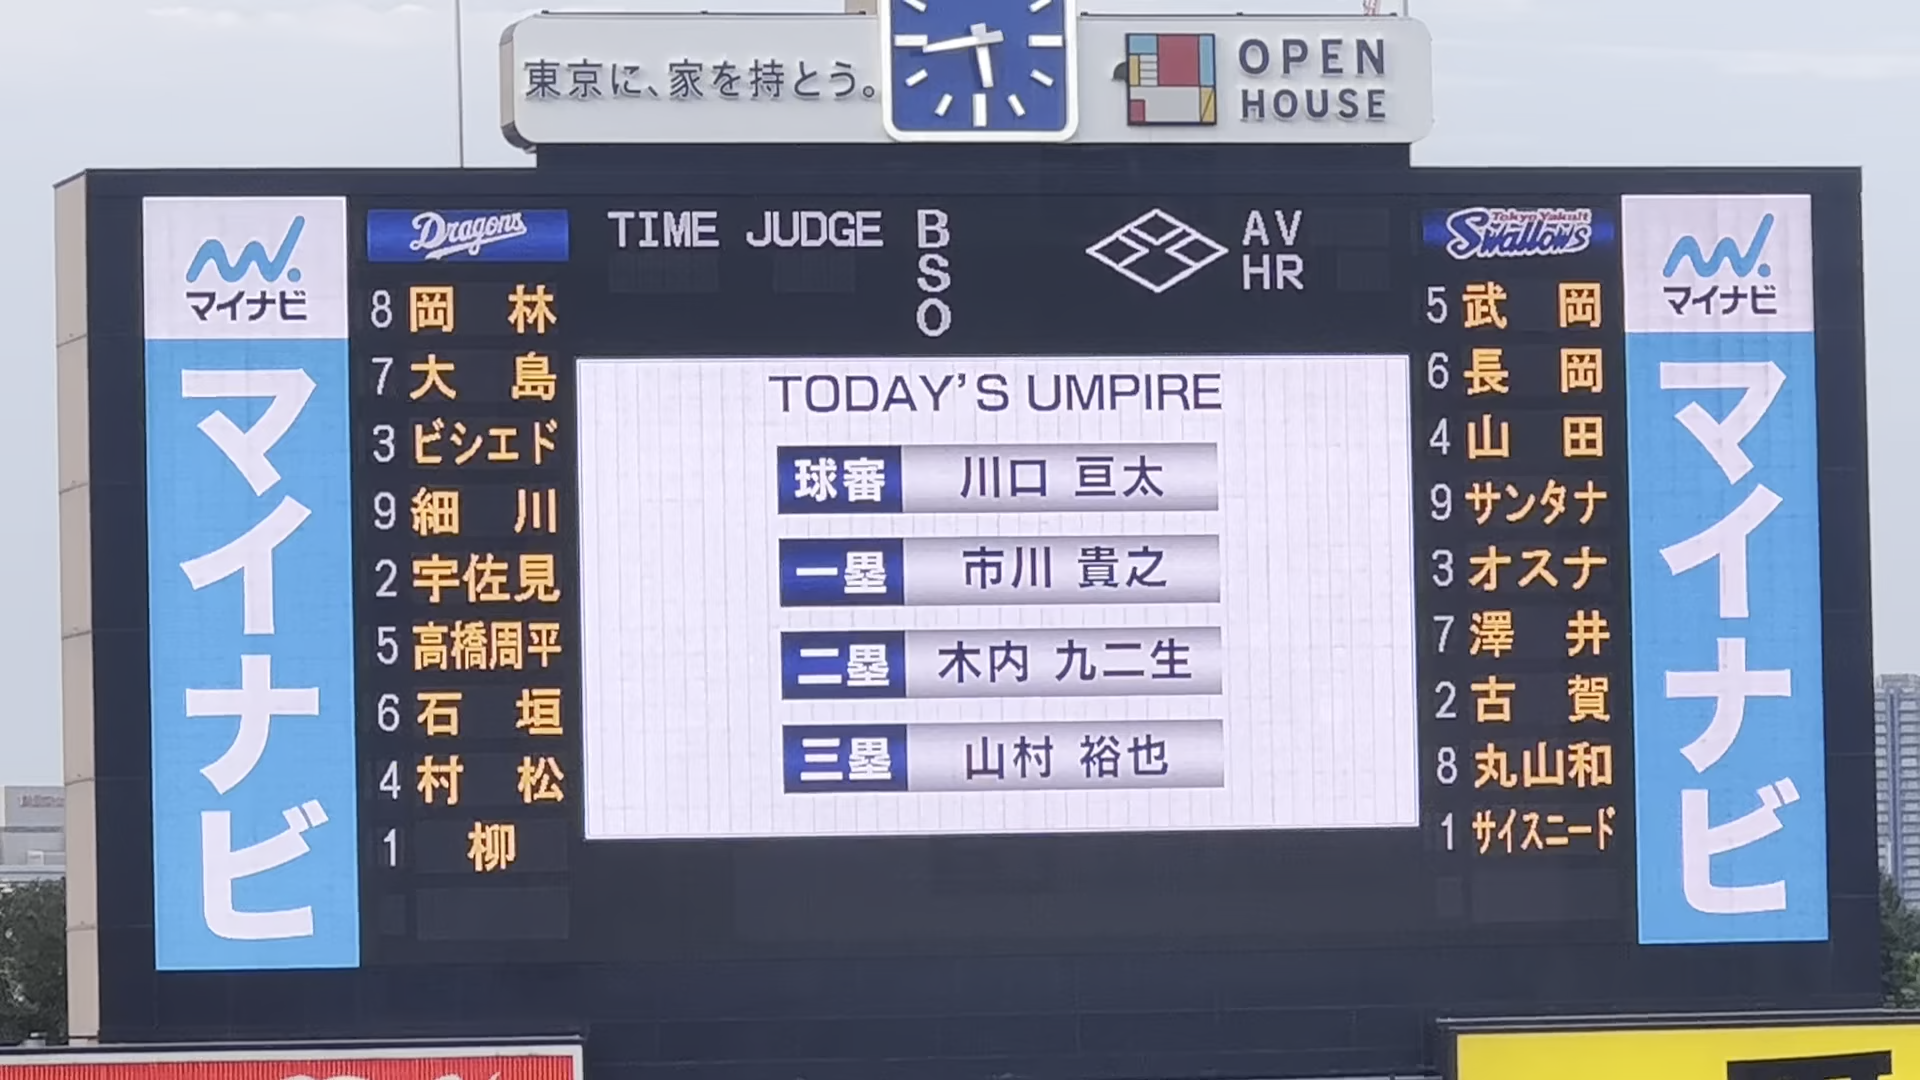 東京に、家を持とう。
OPEN
HOUSE
マイナビ
マイナビ
Dragons
8 岡林
7 大島
3 ビシエド
9 細川
2 宇佐見
5 高橋周平
6 石垣
4 村松
1 柳
TIME JUDGE
B
S
O
AV
HR
TODAY'S UMPIRE
球審 川口 亘太
一塁 市川 貴之
二塁 木内 九二生
三塁 山村 裕也
Tokyo Yakult
Swallows
5 武岡
6 長岡
4 山田
9 サンタナ
3 オスナ
7 澤井
2 古賀
8 丸山和
1 サイスニード
マイナビ
マイナビ